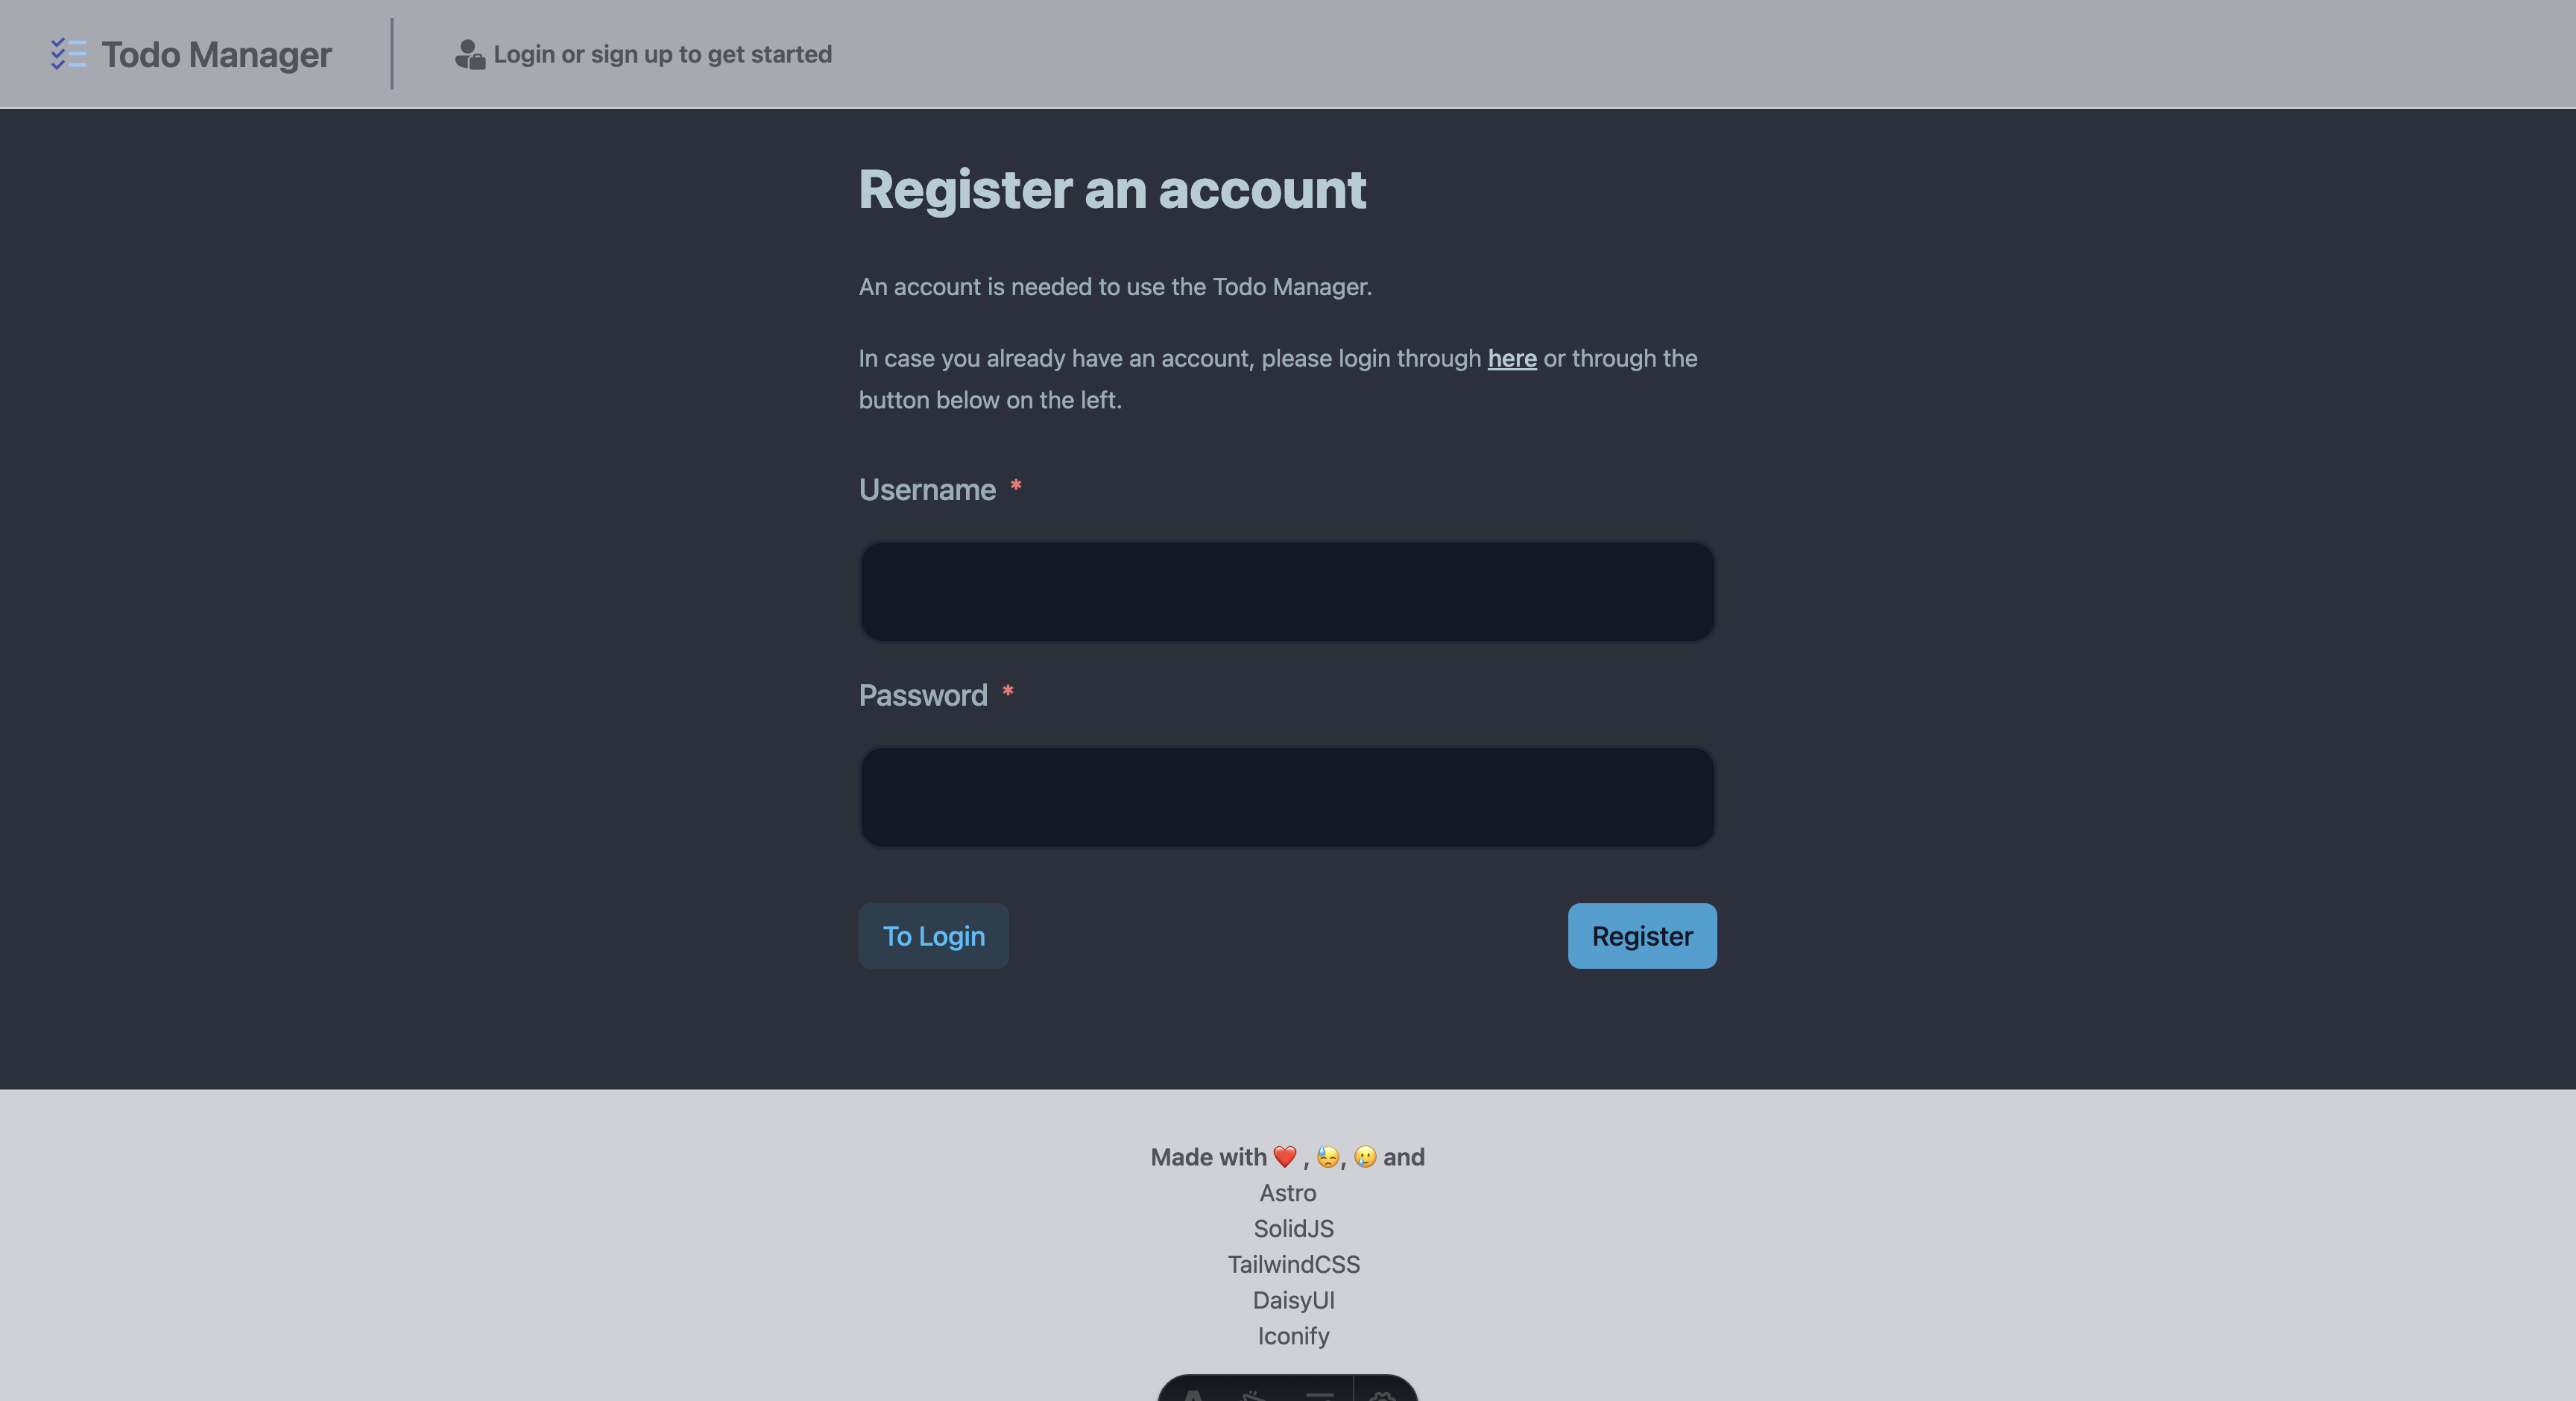 Todo Manager
Login or sign up to get started
Register an account
An account is needed to use the Todo Manager.
In case you already have an account, please login through here or through the
button below on the left.
Username *
Password *
To Login
Register
Made with ❤️ , 😓, 🥲 and
Astro
SolidJS
TailwindCSS
DaisyUI
Iconify